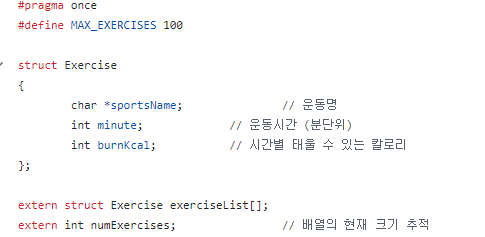 #pragma once
#define MAX_EXERCISES 100
struct Exercise
{
char *sportsName; // 운동명
int minute; // 운동시간 (분단위)
int burnKcal; // 시간별 태울 수 있는 칼로리
};
extern struct Exercise exerciseList[];
extern int numExercises; // 배열의 현재 크기 추적